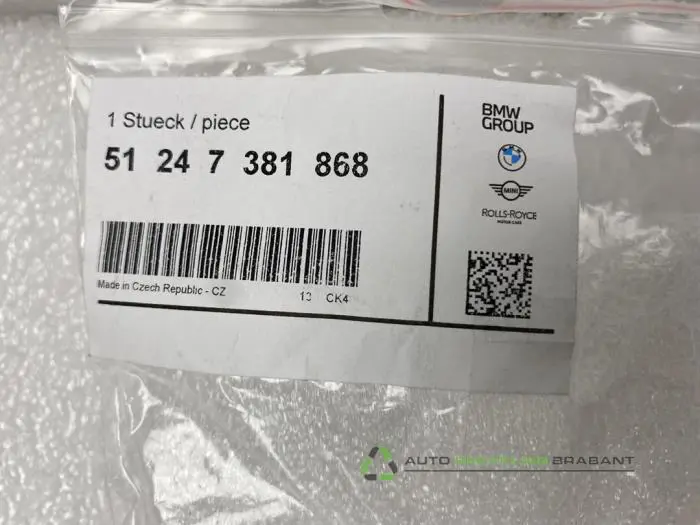 1 Stueck / piece
51 24 7 381 868
Made in Czech Republic - CZ 13 CK4
BMW
GROUP
MINI
ROLLS-ROYCE
MOTOR CARS
AUTO RECYCLING BRABANT